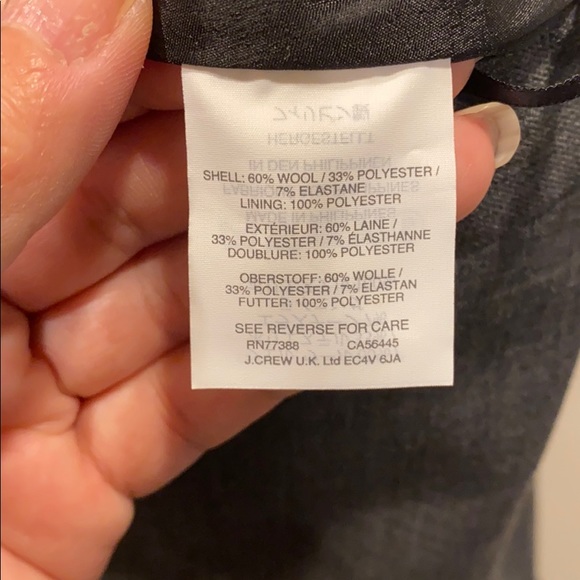 SHELL: 60% WOOL / 33% POLYESTER /
7% ELASTANE
LINING: 100% POLYESTER
EXTÉRIEUR: 60% LAINE /
33% POLYESTER / 7% ÉLASTHANNE
DOUBLURE: 100% POLYESTER
OBERSTOFF: 60% WOLLE /
33% POLYESTER / 7% ELASTAN
FUTTER: 100% POLYESTER
SEE REVERSE FOR CARE
RN77388 CA56445
J.CREW U.K. Ltd EC4V 6JA